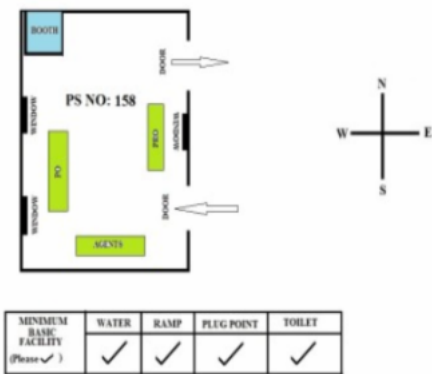 BOOTH
DOOR
N
PS NO: 158
WINDOW
PRO
WINDOW
W
E
PO
S
WINDOW
DOOR
AGENTS
MINIMUM BASIC FACILITY (Please ✓ )
WATER
RAMP
PLUG POINT
TOILET
✓ ✓ ✓ ✓